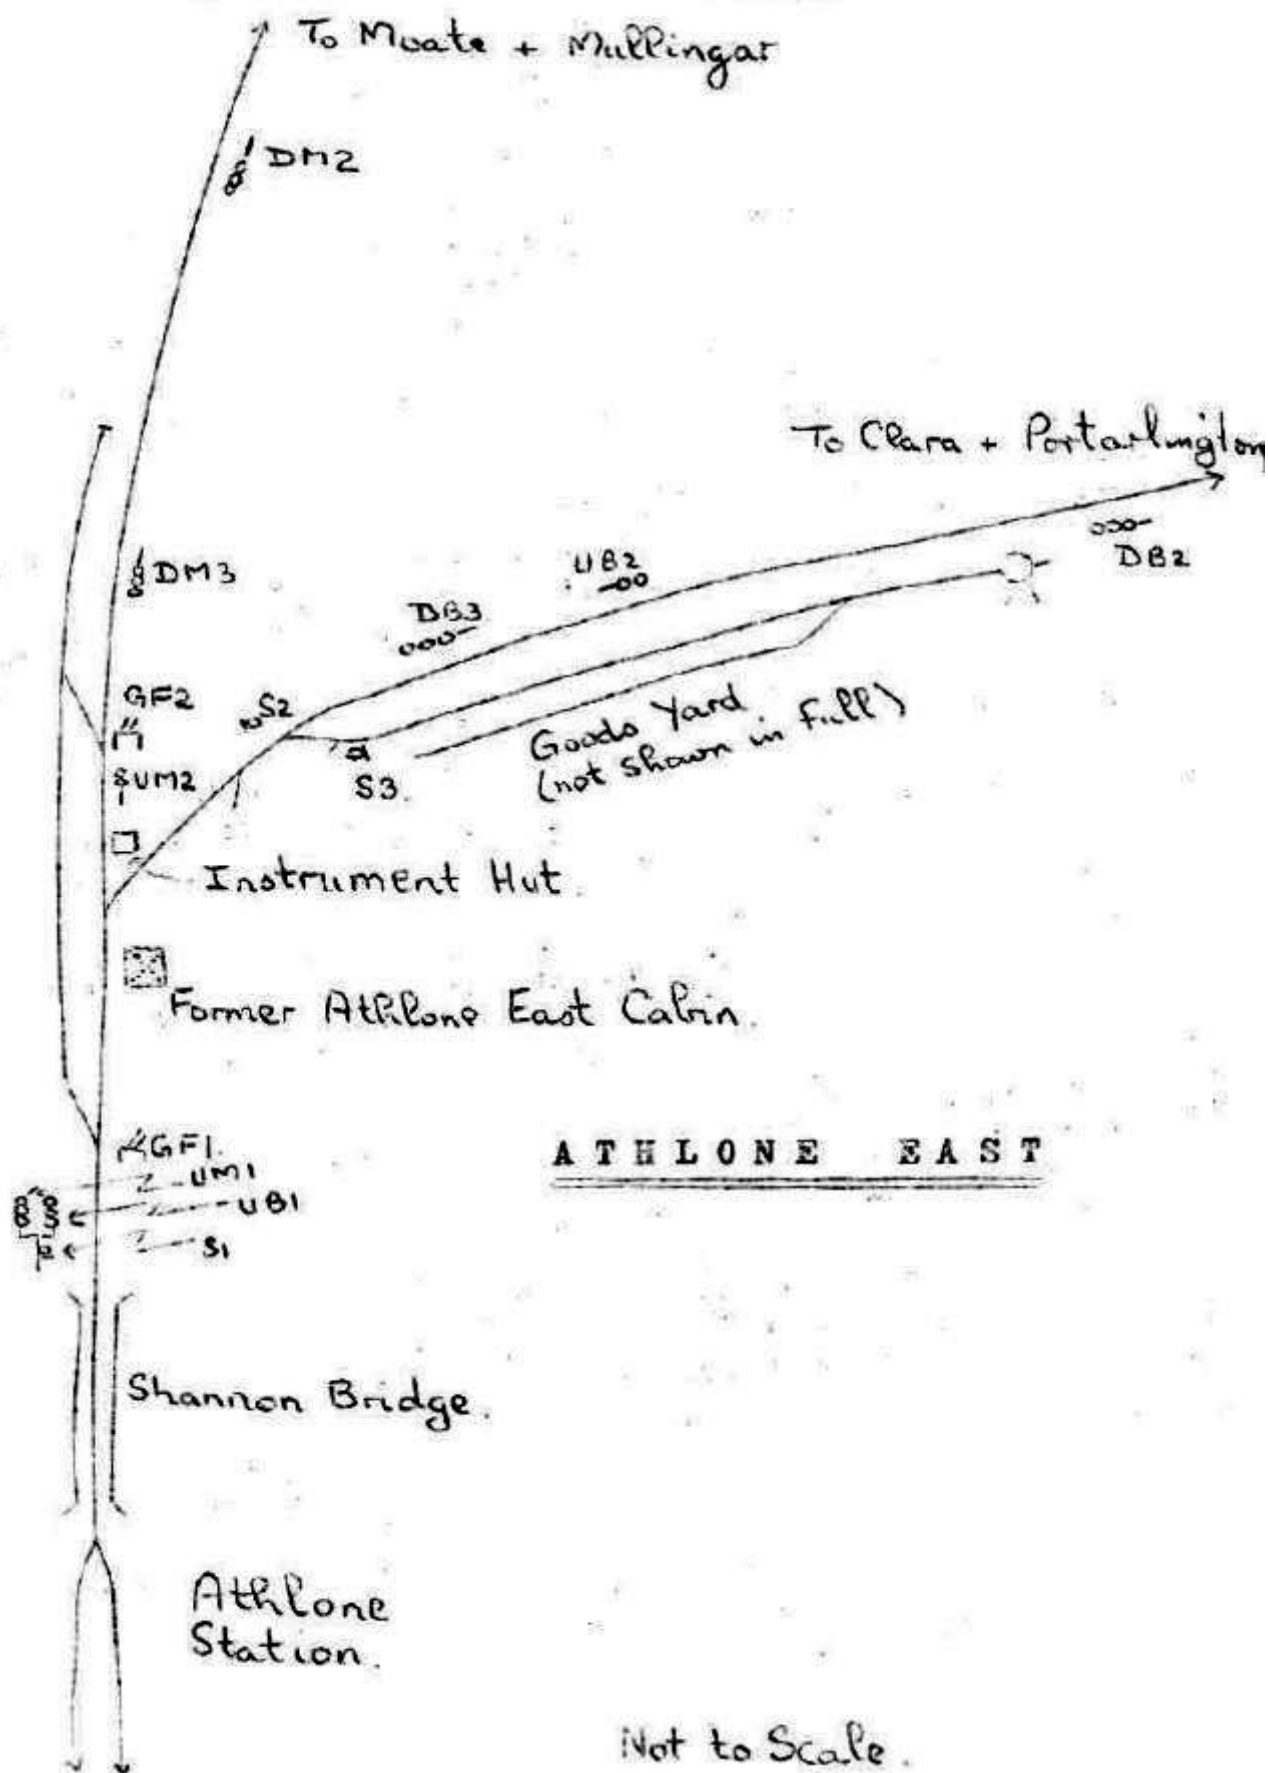 To Moate + Mullingar
DM2
To Clara + Portarlington
DM3
UB2
DB2
DB3
GF2
S2
UM2
S3.
Goods Yard
(not shown in full)
Instrument Hut.
Former Athlone East Cabin.
GF1.
UM1
UB1
S1
ATHLONE EAST
Shannon Bridge.
Athlone
Station.
Not to Scale.